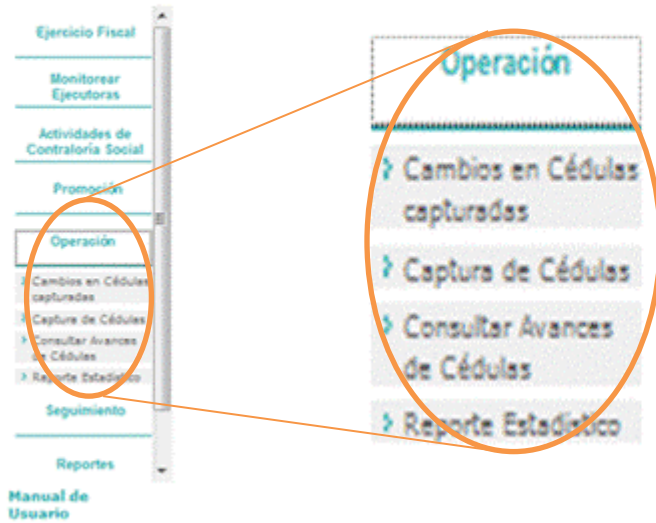 Ejercicio Fiscal
Monitorear
Ejecutoras
Actividades de
Contraloría Social
Promoción
Operación
Cambios en Cédulas
capturadas
Captura de Cédulas
Consultar Avances
de Cédulas
Reporte Estadístico
Seguimiento
Reportes
Manual de
Usuario
Operación
Cambios en Cédulas
capturadas
Captura de Cédulas
Consultar Avances
de Cédulas
Reporte Estadístico